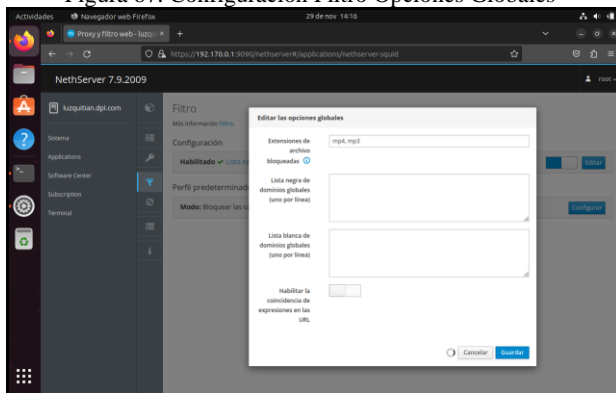 Figura 87. Configuración Filtro Opciones Globales
Actividades Navegador web Firefox 29 de nov 14:16
Proxy y Filtro web - luzqui
https://192.170.0.1:9090/nethserver#/applications/nethserver-squid
NethServer 7.9.2009
root
luzquitian.dpl.com
Sistema
Applications
Software Center
Subscription
Terminal
Filtro
Más información Filtro.
Configuración
Habilitado Lista ne
Editar
Perfil predeterminad
Modo: Bloquear las c
Configurar
Editar las opciones globales
Extensiones de
archivo
bloqueadas
mp4, mp3
Lista negra de
dominios globales
(uno por línea)
Lista blanca de
dominios globales
(uno por línea)
Habilitar la
coincidencia de
expresiones en las
URL
Cancelar Guardar